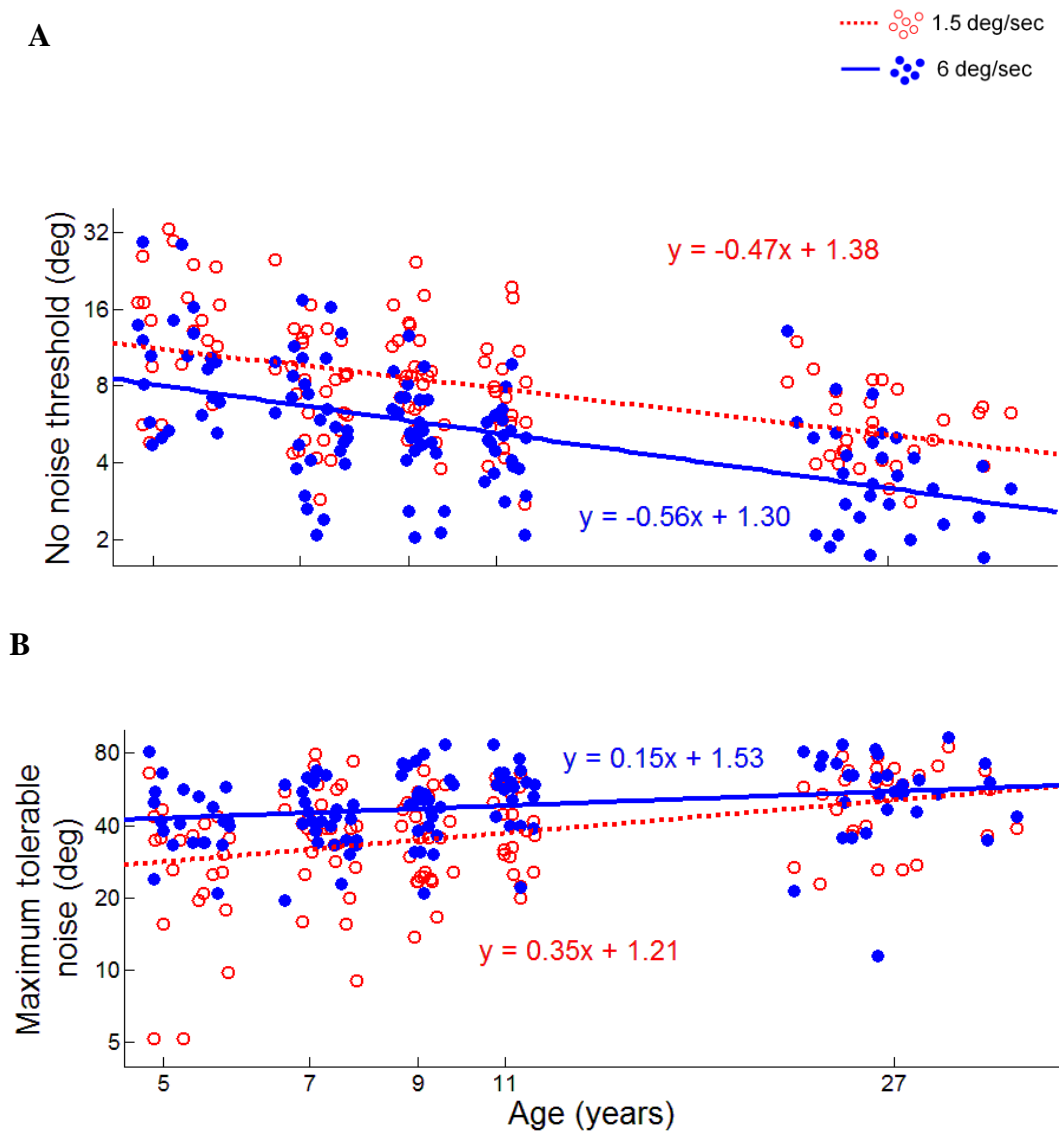 A
1.5 deg/sec
6 deg/sec
No noise threshold (deg)
32
16
8
4
2
y = -0.47x + 1.38
y = -0.56x + 1.30
B
Maximum tolerable
noise (deg)
80
40
20
10
5
y = 0.15x + 1.53
y = 0.35x + 1.21
5
7
9
11
27
Age (years)